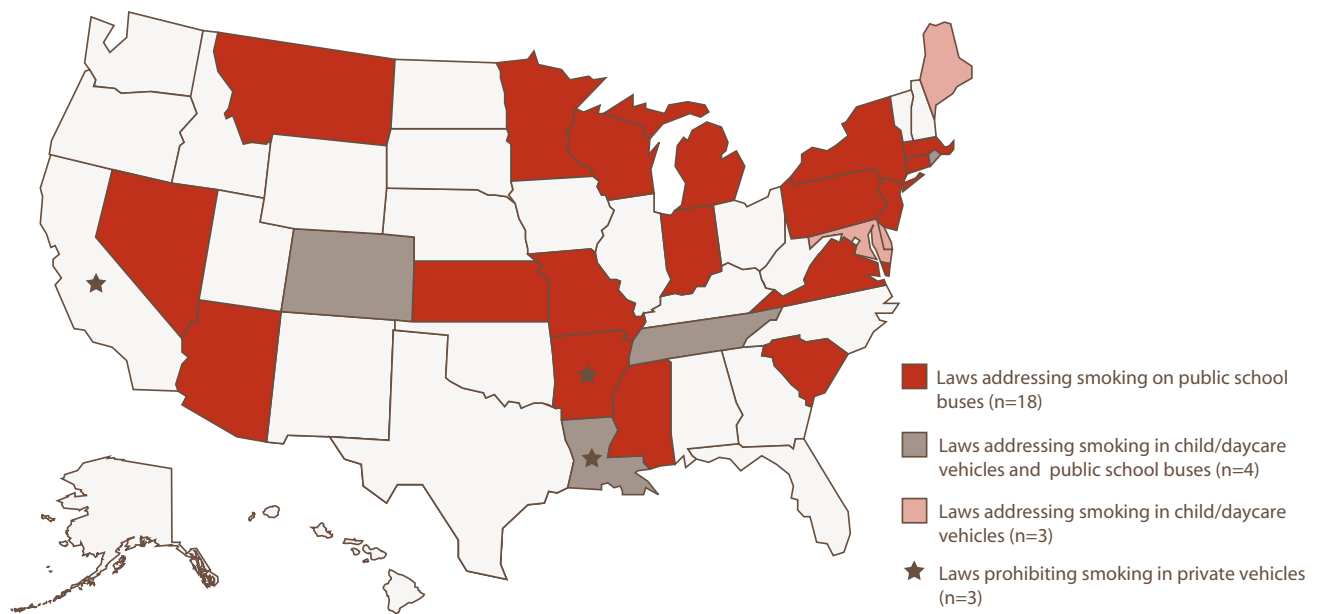 Laws addressing smoking on public school
buses (n=18)
Laws addressing smoking in child/daycare
vehicles and public school buses (n=4)
Laws addressing smoking in child/daycare
vehicles (n=3)
Laws prohibiting smoking in private vehicles
(n=3)